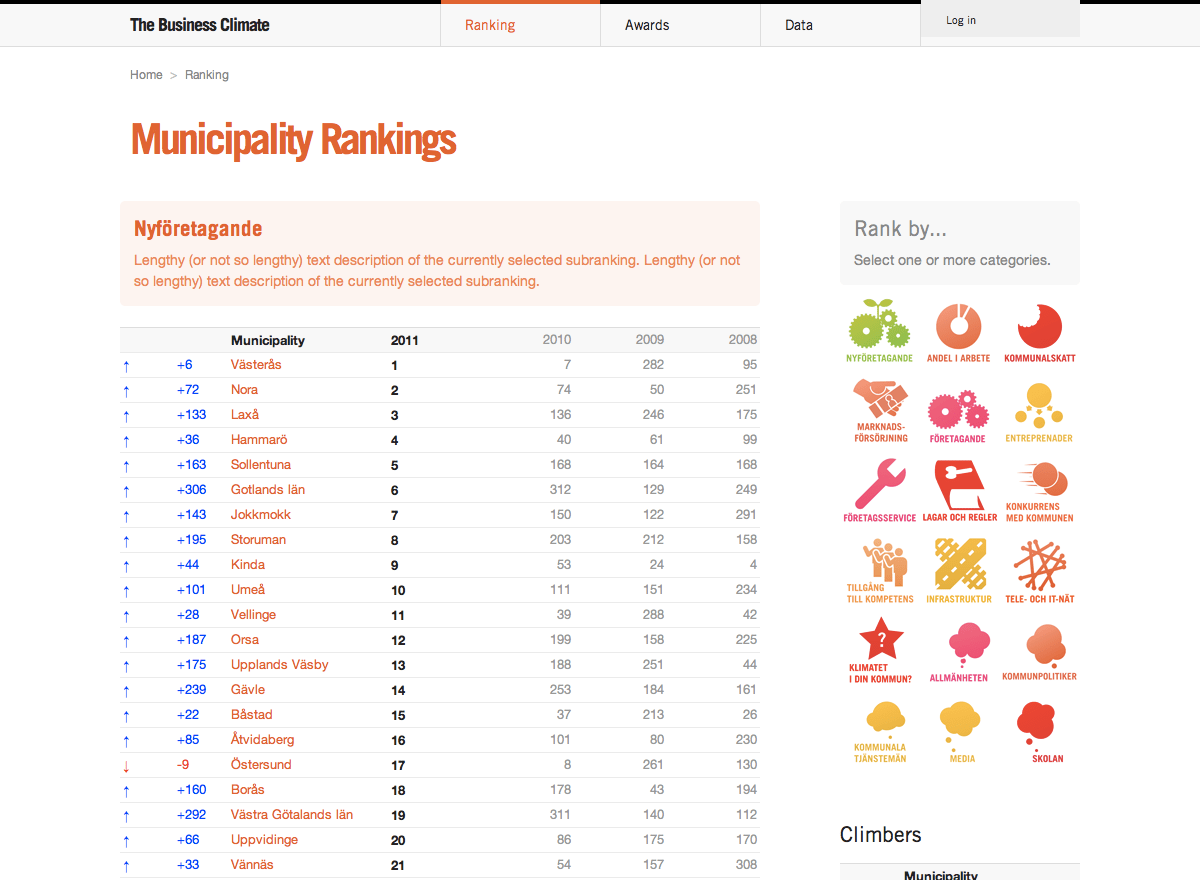 The Business Climate
Ranking
Awards
Data
Log in
Home > Ranking
Municipality Rankings
Nyföretagande
Lengthy (or not so lengthy) text description of the currently selected subranking. Lengthy (or not
so lengthy) text description of the currently selected subranking.
Municipality 2011 2010 2009 2008
↑ +6 Västerås 1 7 282 95
↑ +72 Nora 2 74 50 251
↑ +133 Laxå 3 136 246 175
↑ +36 Hammarö 4 40 61 99
↑ +163 Sollentuna 5 168 164 168
↑ +306 Gotlands län 6 312 129 249
↑ +143 Jokkmokk 7 150 122 291
↑ +195 Storuman 8 203 212 158
↑ +44 Kinda 9 53 24 4
↑ +101 Umeå 10 111 151 234
↑ +28 Vellinge 11 39 288 42
↑ +187 Orsa 12 199 158 225
↑ +175 Upplands Väsby 13 188 251 44
↑ +239 Gävle 14 253 184 161
↑ +22 Båstad 15 37 213 26
↑ +85 Åtvidaberg 16 101 80 230
↓ -9 Östersund 17 8 261 130
↑ +160 Borås 18 178 43 194
↑ +292 Västra Götalands län 19 311 140 112
↑ +66 Uppvidinge 20 86 175 170
↑ +33 Vännäs 21 54 157 308
Rank by...
Select one or more categories.
NYFÖRETAGANDE
ANDEL I ARBETE
KOMMUNALSKATT
MARKNADS-
FÖRSÖRJNING
FÖRETAGANDE
ENTREPRENADER
FÖRETAGSSERVICE
LAGAR OCH REGLER
KONKURRENS
MED KOMMUNEN
TILLGÅNG
TILL KOMPETENS
INFRASTRUKTUR
TELE- OCH IT-NÄT
?
KLIMATET
I DIN KOMMUN?
ALLMÄNHETEN
KOMMUNPOLITIKER
KOMMUNALA
TJÄNSTEMÄN
MEDIA
SKOLAN
Climbers
Municipality